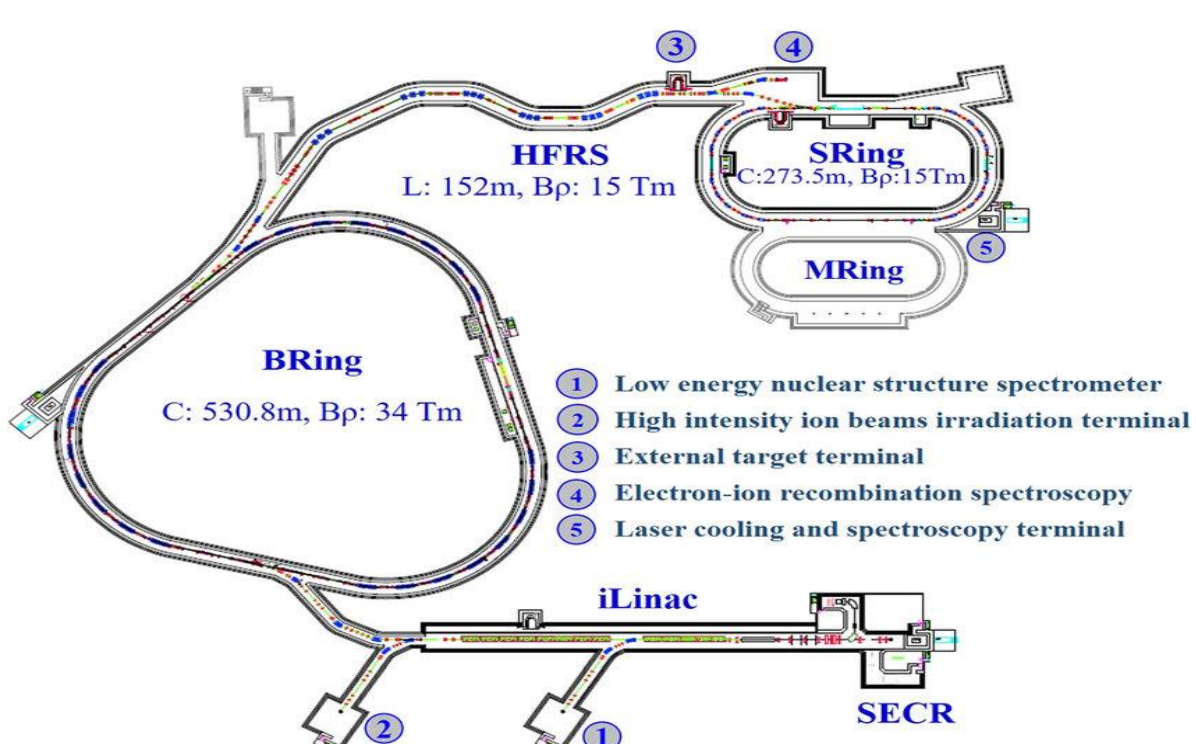 3
4
HFRS
L: 152m, Bρ: 15 Tm
SRing
C:273.5m, Bρ:15Tm
5
MRing
BRing
C: 530.8m, Bρ: 34 Tm
1 Low energy nuclear structure spectrometer
2 High intensity ion beams irradiation terminal
3 External target terminal
4 Electron-ion recombination spectroscopy
5 Laser cooling and spectroscopy terminal
iLinac
SECR
2
1